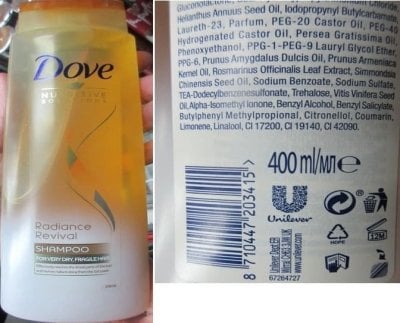 Dove
NUTRITIVE
SOLUTIONS
Radiance
Revival
SHAMPOO
FOR VERY DRY, FRAGILE HAIR
Gluconolactone,
Helianthus Annuus Seed Oil, Iodopropynyl Butylcarbamate,
Laureth-23, Parfum, PEG-20 Castor Oil, PEG-40
Hydrogenated Castor Oil, Persea Gratissima Oil,
Phenoxyethanol, PPG-1-PEG-9 Lauryl Glycol Ether,
PPG-6, Prunus Amygdalus Dulcis Oil, Prunus Armeniaca
Kernel Oil, Rosmarinus Officinalis Leaf Extract, Simmondsia
Chinensis Seed Oil, Sodium Benzoate, Sodium Sulfate,
TEA-Dodecylbenzenesulfonate, Trehalose, Vitis Vinifera Seed
Oil,Alpha-Isomethyl Ionone, Benzyl Alcohol, Benzyl Salicylate,
Butylphenyl Methylpropional, Citronellol, Coumarin,
Limonene, Linalool, CI 17200, CI 19140, CI 42090.
400 ml/мл e
8 710447 203415 >
Unilever
HDPE
12M
www.unilever.com
67264727